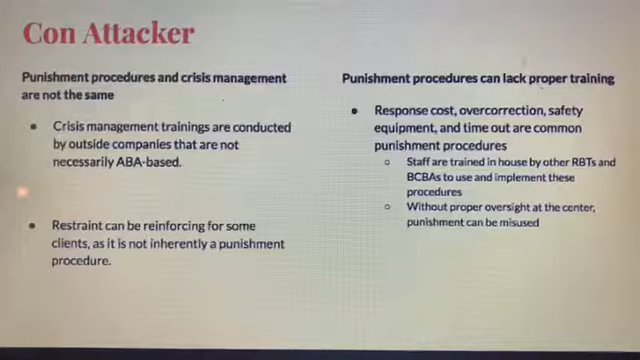 Con Attacker
Punishment procedures and crisis management
are not the same
• Crisis management trainings are conducted
by outside companies that are not
necessarily ABA-based.
• Restraint can be reinforcing for some
clients, as it is not inherently a punishment
procedure.
Punishment procedures can lack proper training
• Response cost, overcorrection, safety
equipment, and time out are common
punishment procedures
○ Staff are trained in house by other RBTs and
BCBAs to use and implement these
procedures
○ Without proper oversight at the center,
punishment can be misused